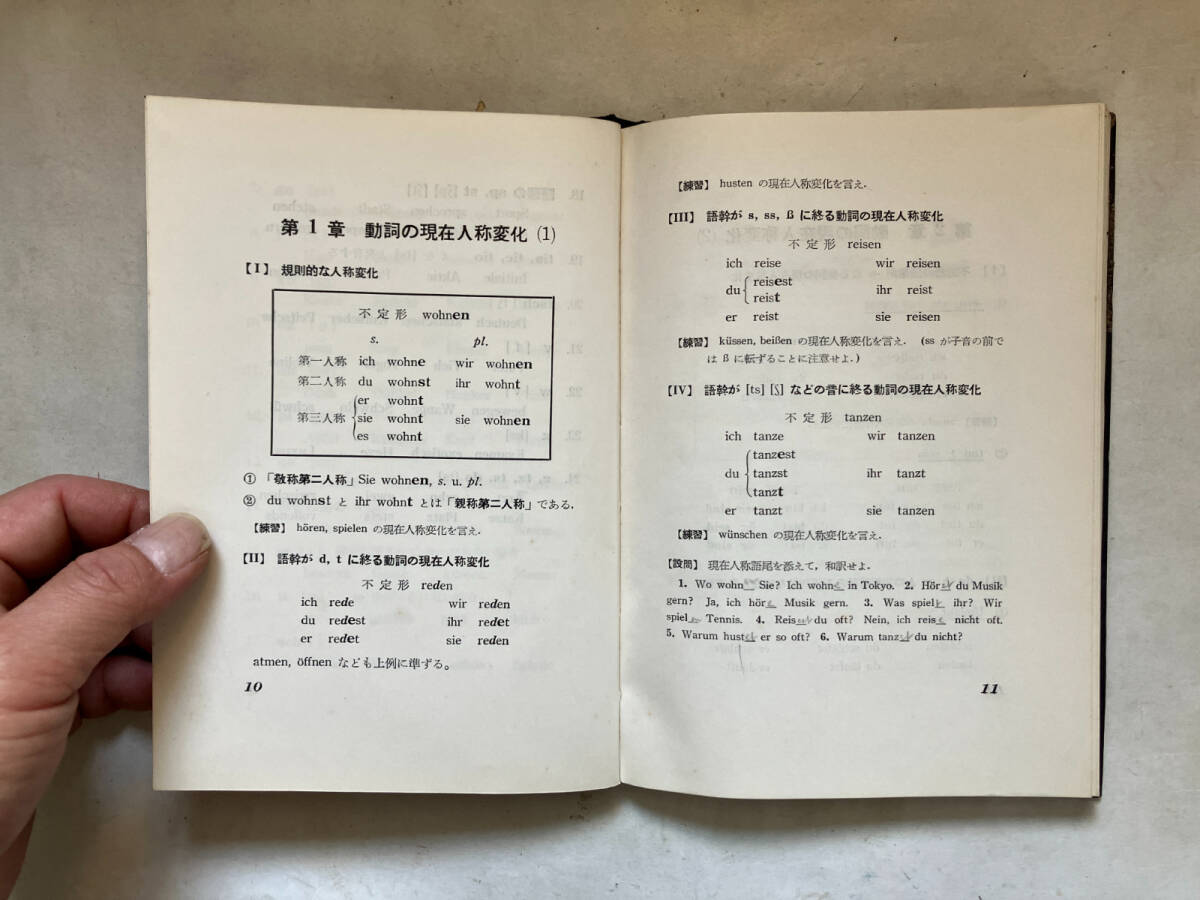 第1章 動詞の現在人称変化 (1)
【I】 規則的な人称変化
不定形 wohnen
s. pl.
第一人称 ich wohne wir wohnen
第二人称 du wohnst ihr wohnt
er wohnt
第三人称 sie wohnt sie wohnen
es wohnt
① 「敬称第二人称」 Sie wohnen, s. u. pl.
② du wohnst と ihr wohnt とは「親称第二人称」である.
【練習】 hören, spielen の現在人称変化を言え.
【II】 語幹が d, t に終る動詞の現在人称変化
不定形 reden
ich rede wir reden
du redest ihr redet
er redet sie reden
atmen, öffnen なども上例に準ずる。
10
【練習】 husten の現在人称変化を言え.
【III】 語幹が s, ss, ß に終る動詞の現在人称変化
不定形 reisen
ich reise wir reisen
du reisest ihr reist
reist
er reist sie reisen
【練習】 küssen, beißen の現在人称変化を言え. (ss が子音の前で
は ß に転ずることに注意せよ.)
【IV】 語幹が [ts] [ʃ] などの音に終る動詞の現在人称変化
不定形 tanzen
ich tanze wir tanzen
tanzest
du tanzst ihr tanzt
tanzt
er tanzt sie tanzen
【練習】 wünschen の現在人称変化を言え.
【設問】 現在人称語尾を添えて, 和訳せよ.
1. Wo wohn Sie? Ich wohn in Tokyo. 2. Hör du Musik
gern? Ja, ich hör Musik gern. 3. Was spiel ihr? Wir
spiel Tennis. 4. Reis du oft? Nein, ich reis nicht oft.
5. Warum hust er so oft? 6. Warum tanz du nicht?
11